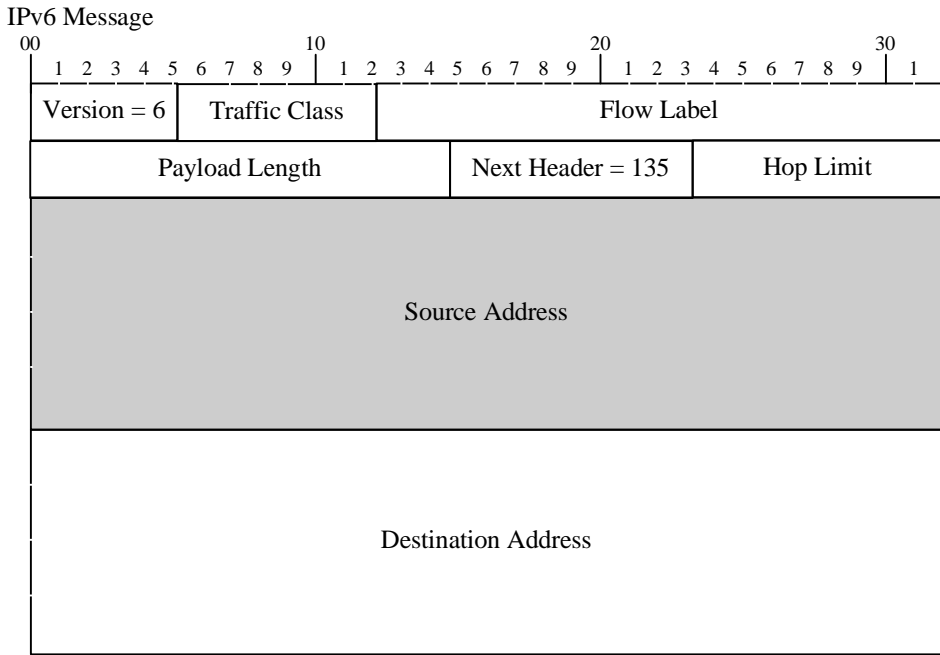 IPv6 Message
00 10 20 30
1 2 3 4 5 6 7 8 9 1 2 3 4 5 6 7 8 9 1 2 3 4 5 6 7 8 9 1
Version = 6 Traffic Class Flow Label
Payload Length Next Header = 135 Hop Limit
Source Address
Destination Address